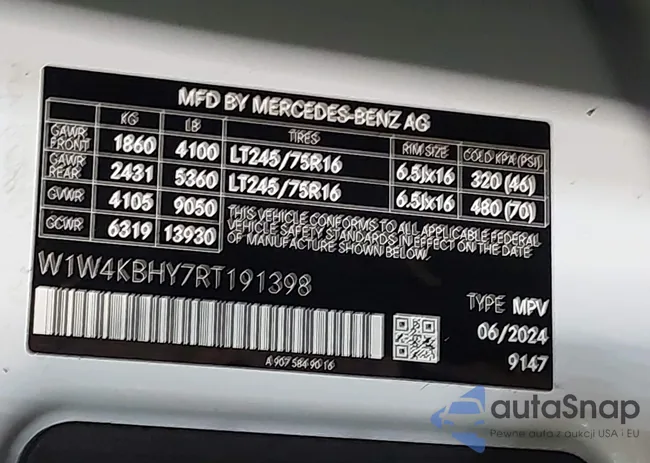 MFD BY MERCEDES-BENZ AG
KG LB TIRES RIM SIZE COLD KPA (PSI)
GAWR FRONT 1860 4100 LT245/75R16 6.5Jx16 320 (46)
GAWR REAR 2431 5360 LT245/75R16 6.5Jx16 480 (70)
GVWR 4105 9050
GCWR 6319 13930
THIS VEHICLE CONFORMS TO ALL APPLICABLE FEDERAL
VEHICLE SAFETY STANDARDS IN EFFECT ON THE DATE
OF MANUFACTURE SHOWN BELOW.
W1W4KBHY7RT191398
TYPE MPV
06/2024
9147
A 907 584 90 16
autaSnap
Pewne auta z aukcji USA i EU